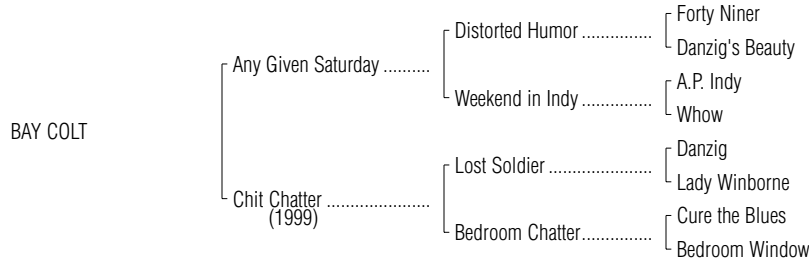 Forty Niner
Distorted Humor ..............
Danzig's Beauty
Any Given Saturday ..........
A.P. Indy
Weekend in Indy ..............
Whow
BAY COLT
Danzig
Lost Soldier .....................
Lady Winborne
Chit Chatter ......................
(1999)
Cure the Blues
Bedroom Chatter..............
Bedroom Window